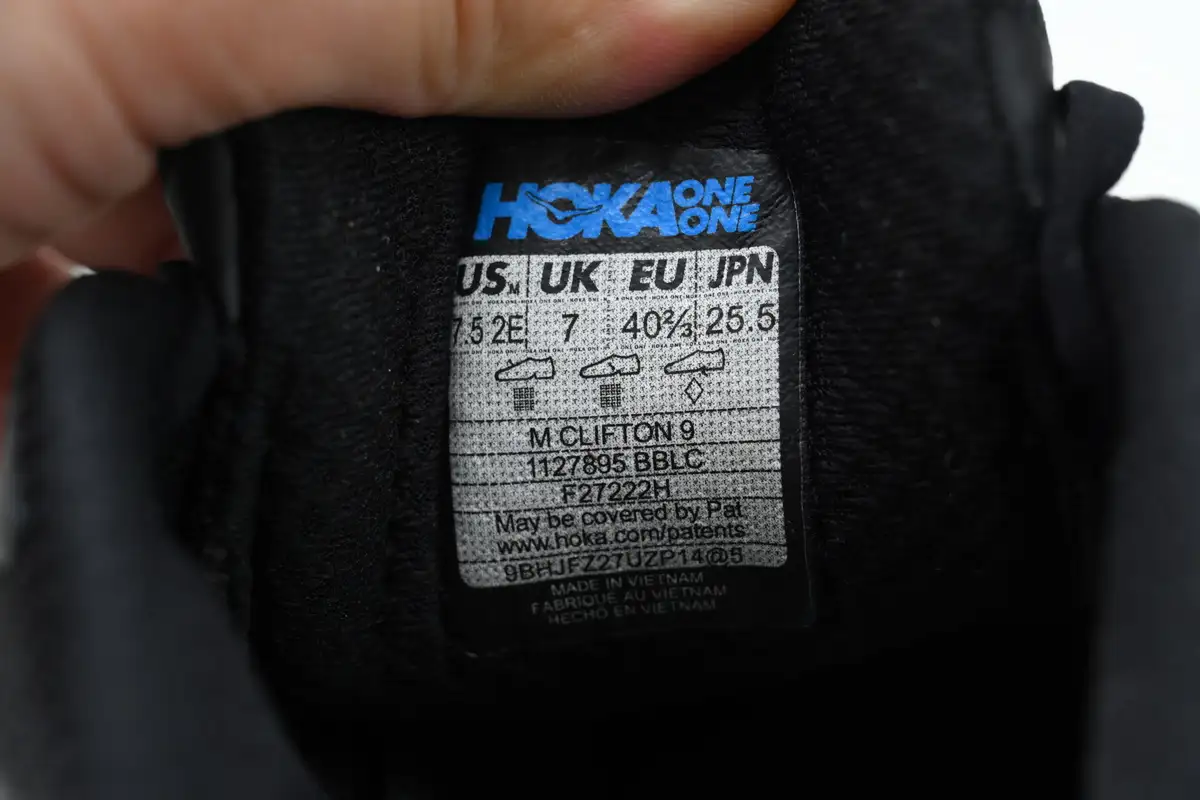 HOKA ONE ONE
USM UK EU JPN
7.5 2E 7 40⅔ 25.5
M CLIFTON 9
1127895 BBLC
F27222H
May be covered by Pat.
www.hoka.com/patents
9BHJFZ27UZP14@5
MADE IN VIETNAM
FABRIQUÉ AU VIETNAM
HECHO EN VIETNAM